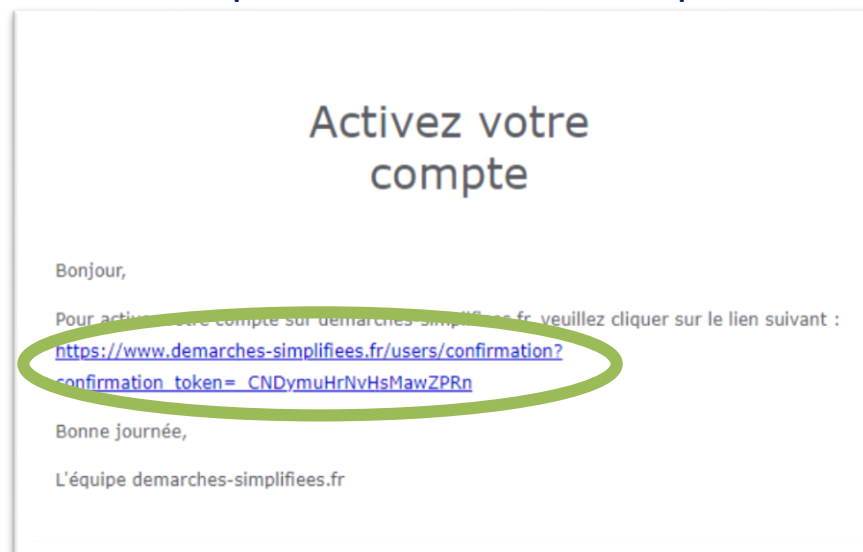 Activez votre
compte
Bonjour,
Pour activer votre compte sur demarches-simplifiees.fr, veuillez cliquer sur le lien suivant :
https://www.demarches-simplifiees.fr/users/confirmation?
confirmation_token=_CNDymuHrNvHsMawZPRn
Bonne journée,
L'équipe demarches-simplifiees.fr